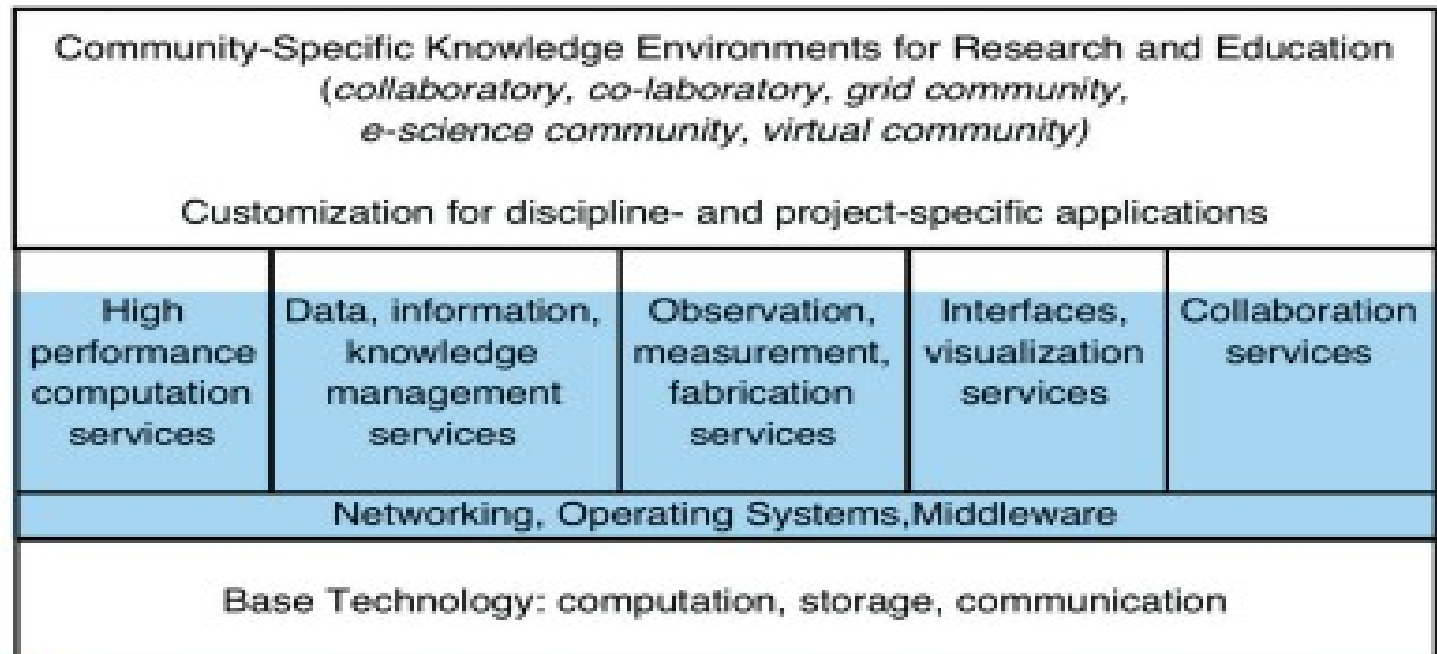 Community-Specific Knowledge Environments for Research and Education
(collaboratory, co-laboratory, grid community,
e-science community, virtual community)
Customization for discipline- and project-specific applications
High
performance
computation
services
Data, information,
knowledge
management
services
Observation,
measurement,
fabrication
services
Interfaces,
visualization
services
Collaboration
services
Networking, Operating Systems,Middleware
Base Technology: computation, storage, communication